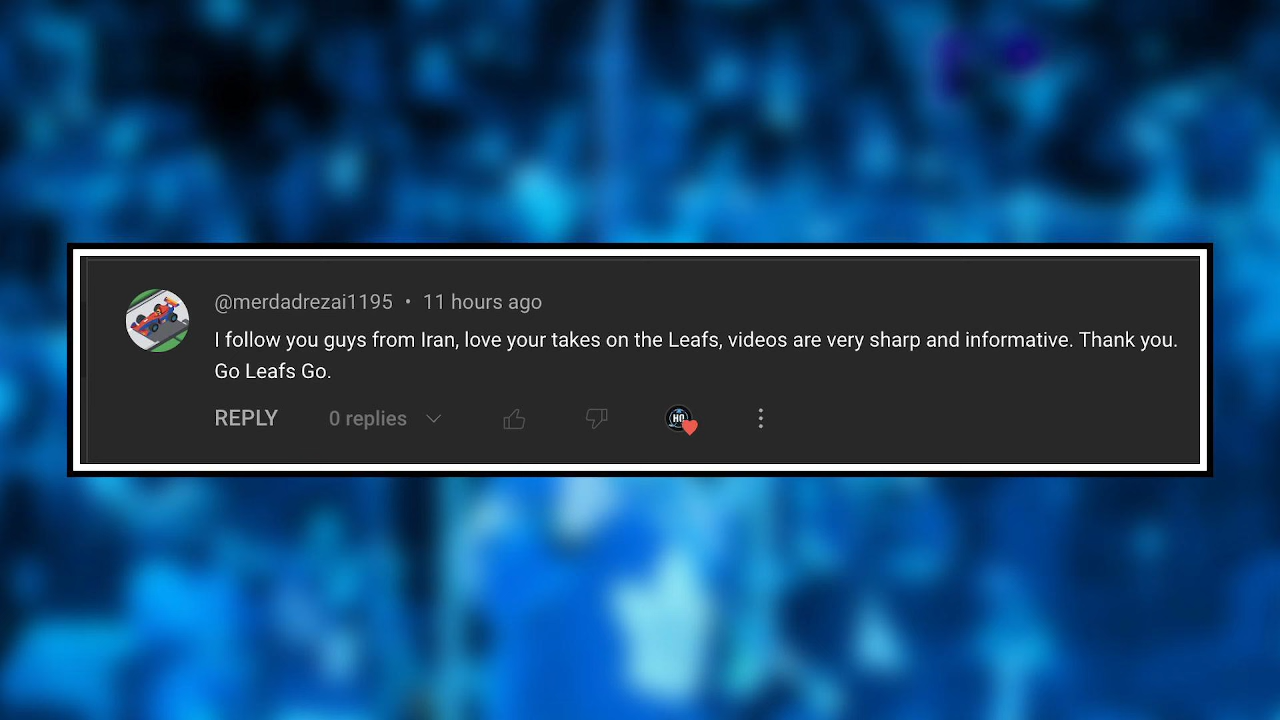 @merdadrezai1195 • 11 hours ago
I follow you guys from Iran, love your takes on the Leafs, videos are very sharp and informative. Thank you.
Go Leafs Go.
REPLY 0 replies HQ